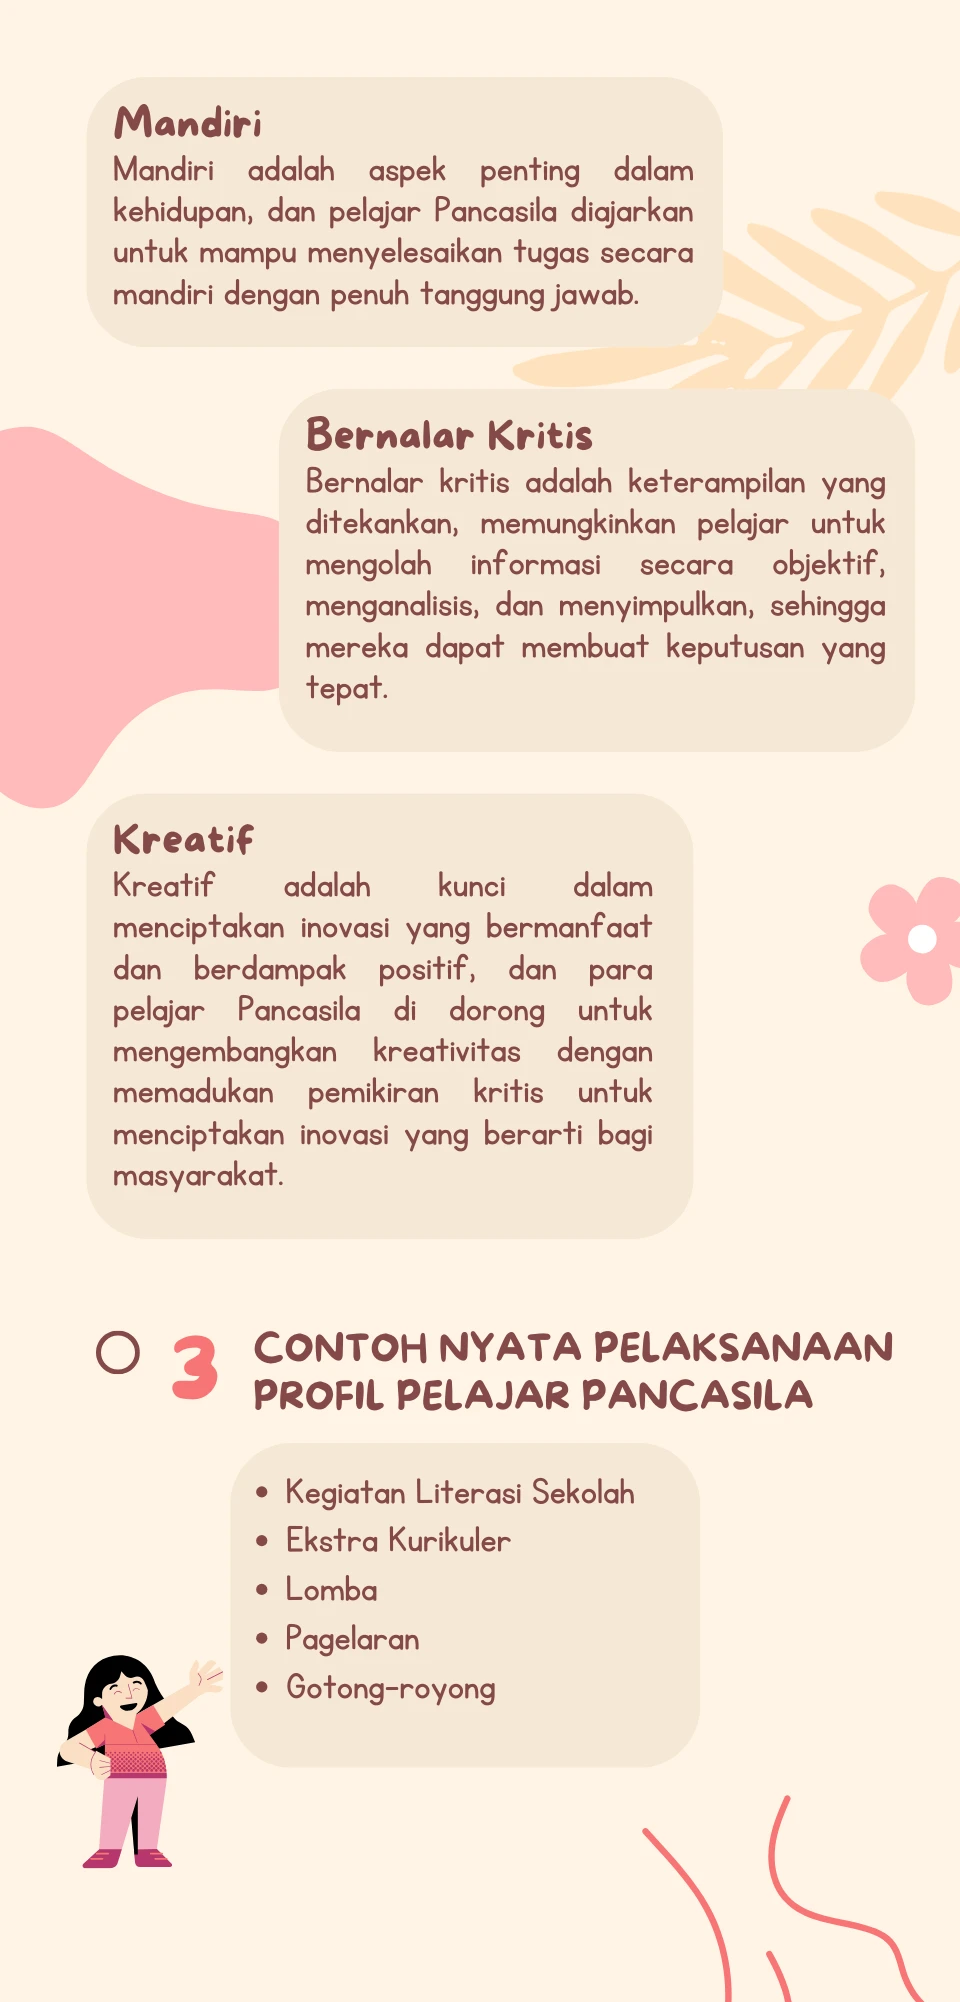 Mandiri
Mandiri adalah aspek penting dalam
kehidupan, dan pelajar Pancasila diajarkan
untuk mampu menyelesaikan tugas secara
mandiri dengan penuh tanggung jawab.
Bernalar Kritis
Bernalar kritis adalah keterampilan yang
ditekankan, memungkinkan pelajar untuk
mengolah informasi secara objektif,
menganalisis, dan menyimpulkan, sehingga
mereka dapat membuat keputusan yang
tepat.
Kreatif
Kreatif adalah kunci dalam
menciptakan inovasi yang bermanfaat
dan berdampak positif, dan para
pelajar Pancasila di dorong untuk
mengembangkan kreativitas dengan
memadukan pemikiran kritis untuk
menciptakan inovasi yang berarti bagi
masyarakat.
3 CONTOH NYATA PELAKSANAAN
PROFIL PELAJAR PANCASILA
• Kegiatan Literasi Sekolah
• Ekstra Kurikuler
• Lomba
• Pagelaran
• Gotong-royong